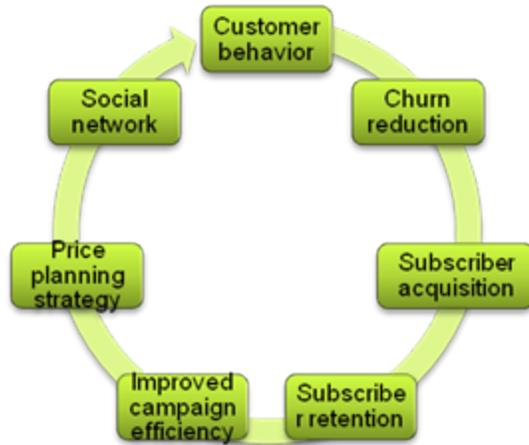 Customer
behavior
Churn
reduction
Subscriber
acquisition
Subscribe
r retention
Improved
campaign
efficiency
Price
planning
strategy
Social
network